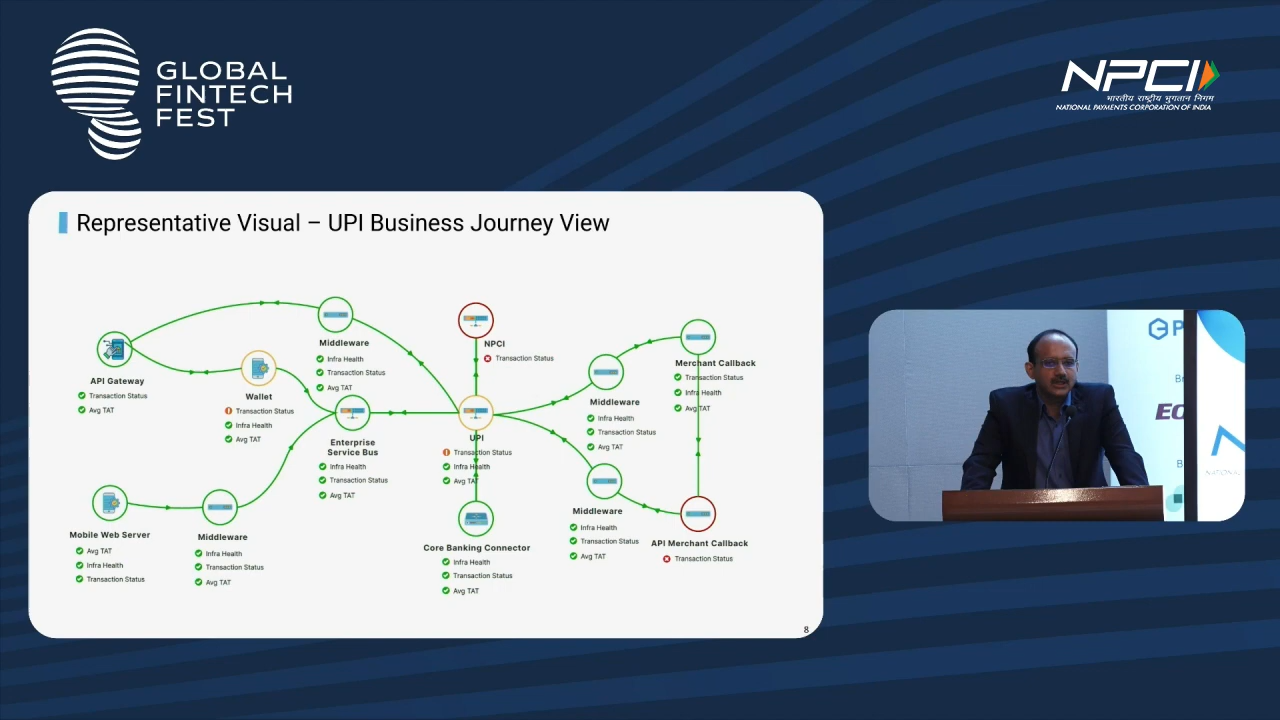 GLOBAL
FINTECH
FEST
NPCI
भारतीय राष्ट्रीय भुगतान निगम
NATIONAL PAYMENTS CORPORATION OF INDIA
Representative Visual – UPI Business Journey View
API Gateway
Transaction Status
Avg TAT
Wallet
Transaction Status
Infra Health
Avg TAT
Middleware
Infra Health
Transaction Status
Avg TAT
Enterprise
Service Bus
Infra Health
Transaction Status
Avg TAT
Mobile Web Server
Avg TAT
Infra Health
Transaction Status
Middleware
Infra Health
Transaction Status
Avg TAT
NPCI
Transaction Status
UPI
Transaction Status
Infra Health
Avg TAT
Core Banking Connector
Infra Health
Transaction Status
Avg TAT
Middleware
Infra Health
Transaction Status
Avg TAT
Merchant Callback
Transaction Status
Infra Health
Avg TAT
Middleware
Infra Health
Transaction Status
Avg TAT
API Merchant Callback
Transaction Status
8